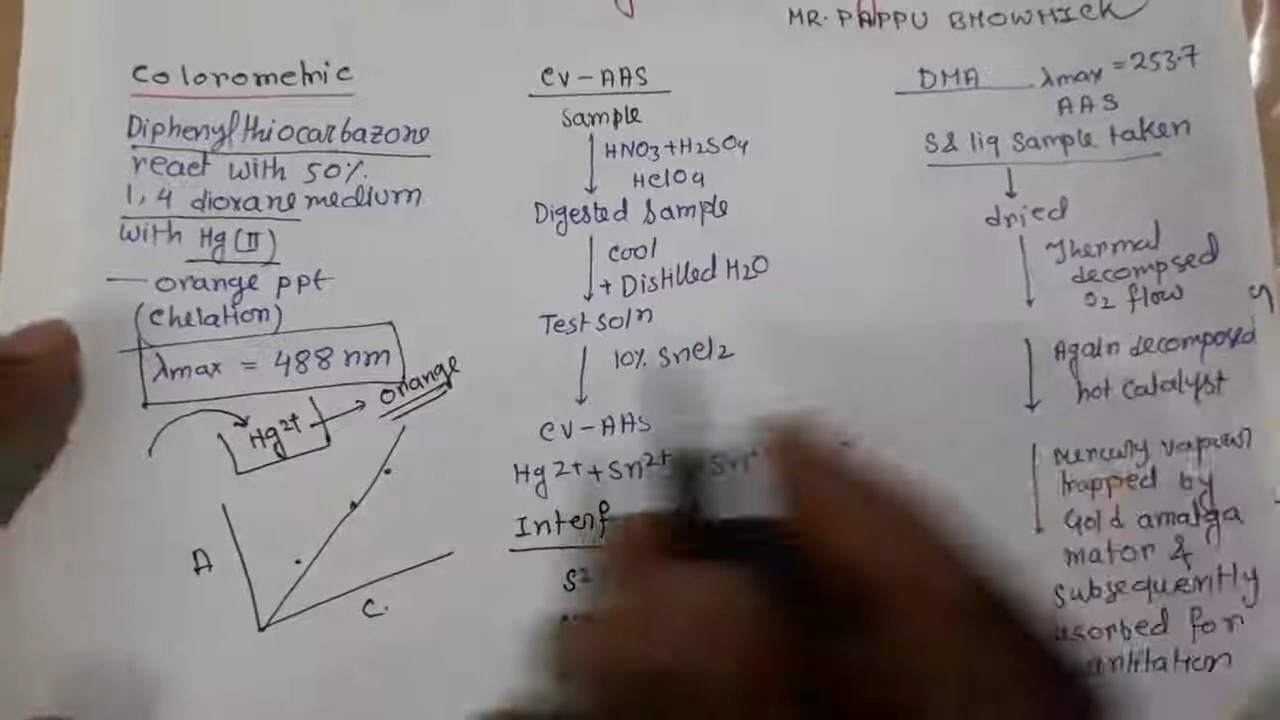 MR. PAPPU BHOWMICK
Colorometric
Diphenylthiocarbazone
react with 50%.
1,4 dioxane medium
with Hg(II)
— orange ppt
(Chelation)
λmax = 488 nm
Hg2+ → orange
A
C.
CV-AAS
Sample
HNO3+H2SO4
HClO4
Digested Sample
cool
+ Distilled H2O
Test soln
10% SnCl2
CV-AAS
Hg2+ + Sn2+
S2
DMA λmax = 253.7
AAS
S & liq Sample taken
dried
Thermal
decompsed
O2 flow
Again decomposed
hot catalyst
Mercury vapour
trapped by
Gold amalga
mator &
subsequently
for